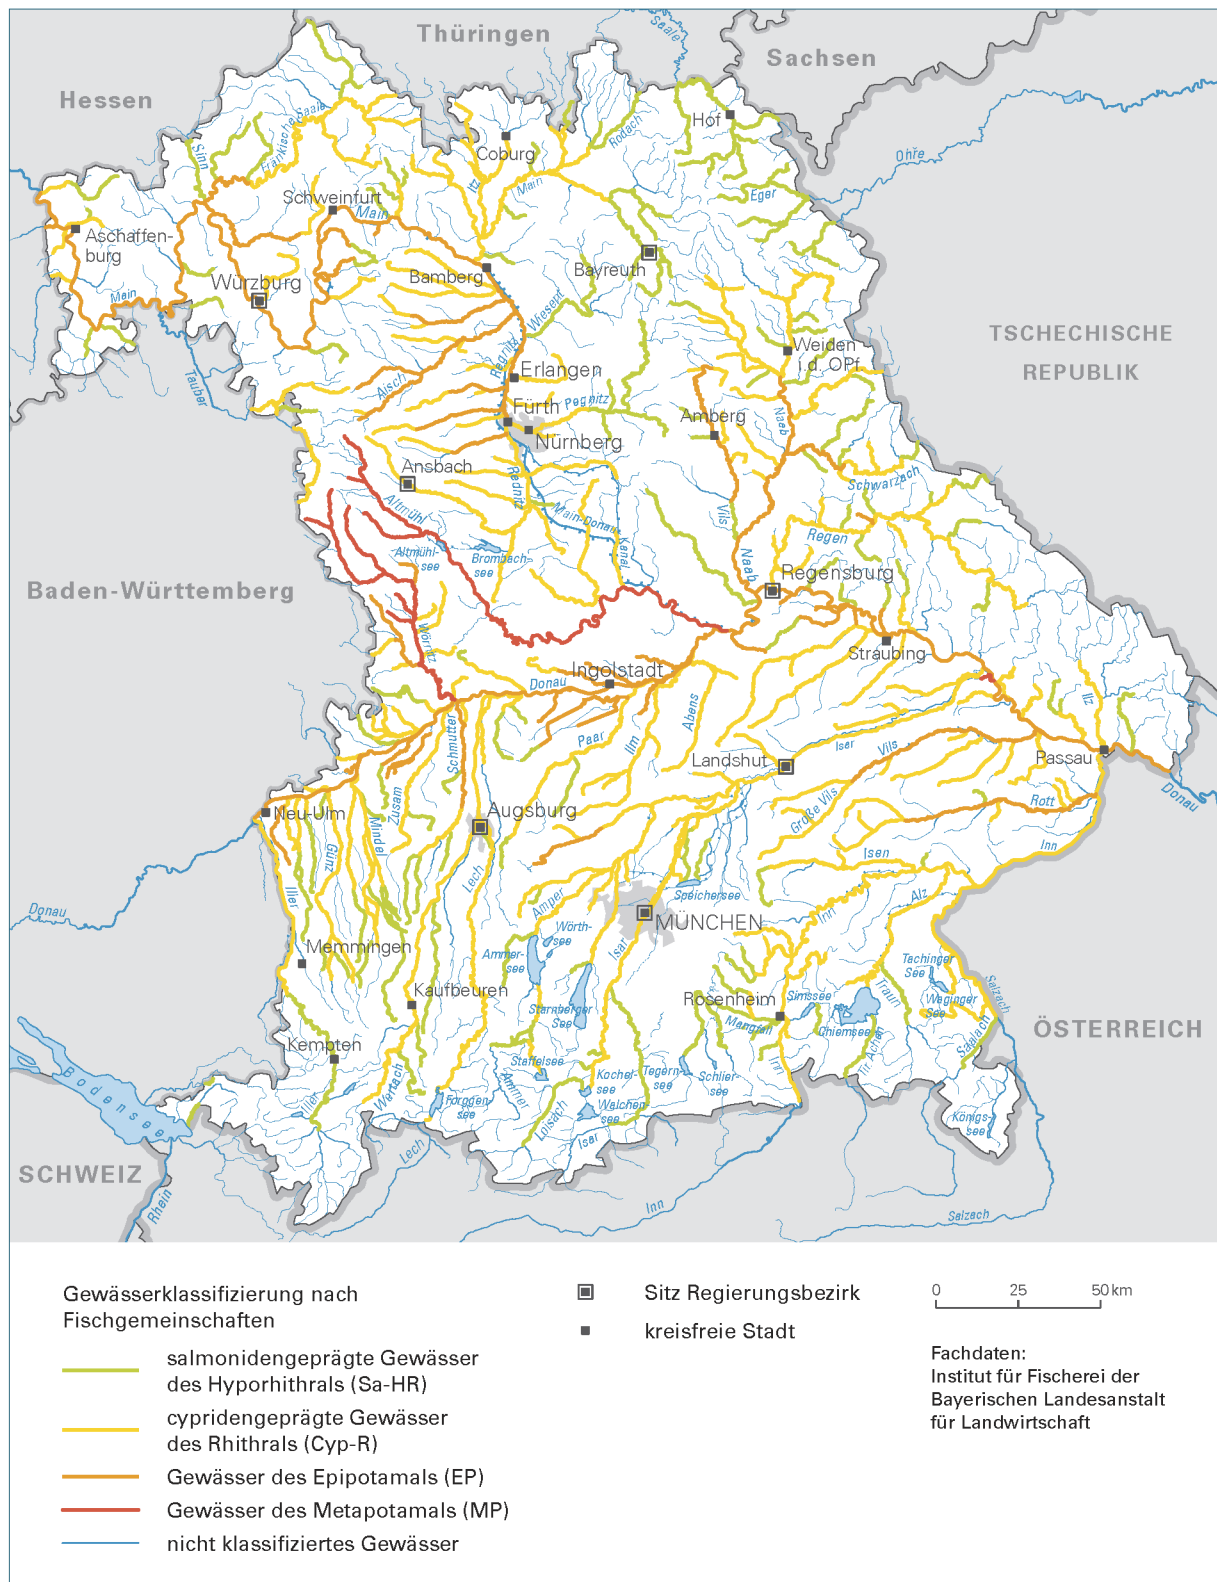 Thüringen
Saale
Sachsen
Hessen
Hof
Rodach
Fränkische Saale
Sinn
Coburg
Ohře
Itz
Main
Eger
Schweinfurt
Main
Aschaffen-
burg
Bayreuth
Bamberg
Würzburg
Main
Wiesent
TSCHECHISCHE
REPUBLIK
Regnitz
Weiden
i.d. OPf.
Erlangen
Tauber
Aisch
Fürth
Pegnitz
Amberg
Naab
Nürnberg
Ansbach
Rednitz
Schwarzach
Altmühl
Vils
Main-Donau
Kanal
Regen
Altmühl-
see
Brombach-
see
Naab
Regensburg
Baden-Württemberg
Wörnitz
Straubing
Ingolstadt
Donau
Abens
Ilz
Schmutter
Paar
Ilm
Isar
Vils
Landshut
Passau
Donau
Zusam
Große Vils
Rott
Neu-Ulm
Augsburg
Mindel
Günz
Inn
Isen
Lech
Iller
Amper
Speichersee
Alz
Inn
Donau
MÜNCHEN
Wörth-
see
Isar
Memmingen
Ammer-
see
Tachinger
See
Kaufbeuren
Starnberger
See
Rosenheim
Simssee
Traun
Waginger
See
Salzach
Mangfall
Chiemsee
ÖSTERREICH
Kempten
Staffelsee
Tir. Achen
Saalach
Bodensee
Iller
Wertach
Forggen-
see
Ammer
Kochel-
see
Tegern-
see
Schlier-
see
Inn
Walchen-
see
Loisach
Königs-
see
Isar
Lech
SCHWEIZ
Rhein
Inn
Salzach
Gewässerklassifizierung nach
Fischgemeinschaften
salmonidengeprägte Gewässer
des Hyporhithrals (Sa-HR)
cypridengeprägte Gewässer
des Rhithrals (Cyp-R)
Gewässer des Epipotamals (EP)
Gewässer des Metapotamals (MP)
nicht klassifiziertes Gewässer
Sitz Regierungsbezirk
kreisfreie Stadt
0 25 50 km
Fachdaten:
Institut für Fischerei der
Bayerischen Landesanstalt
für Landwirtschaft